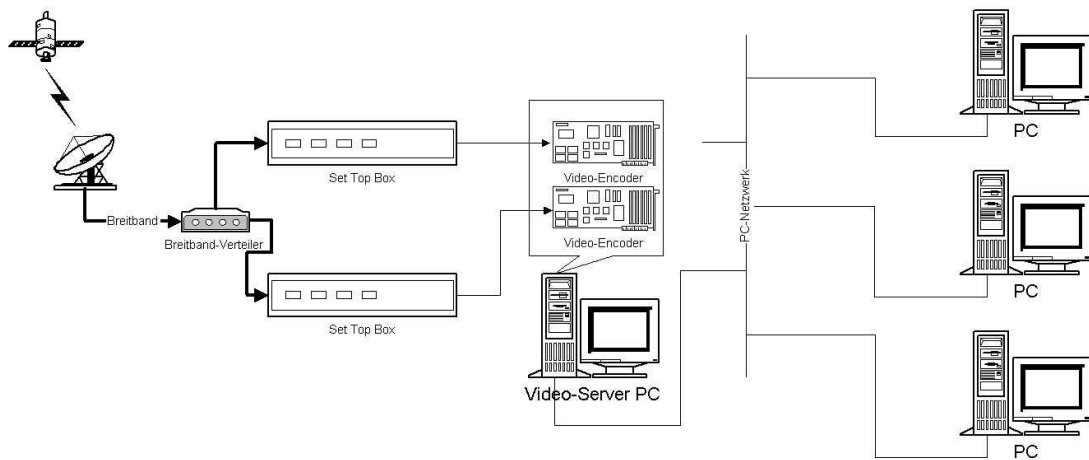 Breitband
Breitband-Verteiler
Set Top Box
Set Top Box
Video-Encoder
Video-Encoder
Video-Server PC
PC-Netzwerk
PC
PC
PC